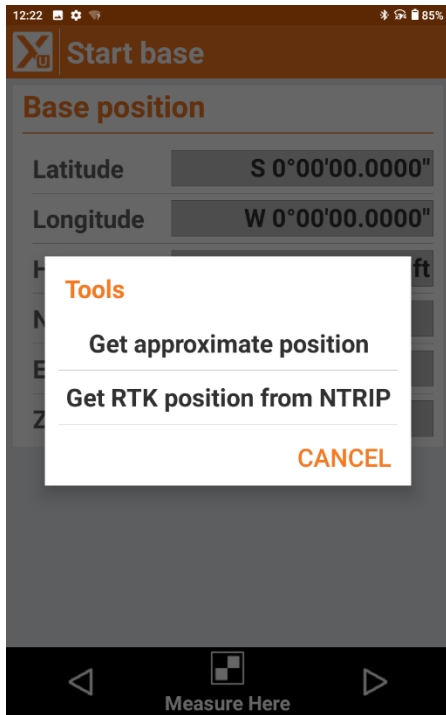 12:22
85%
Xu
Start base
Base position
Latitude
S 0°00'00.0000"
Longitude
W 0°00'00.0000"
H
ft
Tools
N
Get approximate position
E
Get RTK position from NTRIP
Z
CANCEL
Measure Here